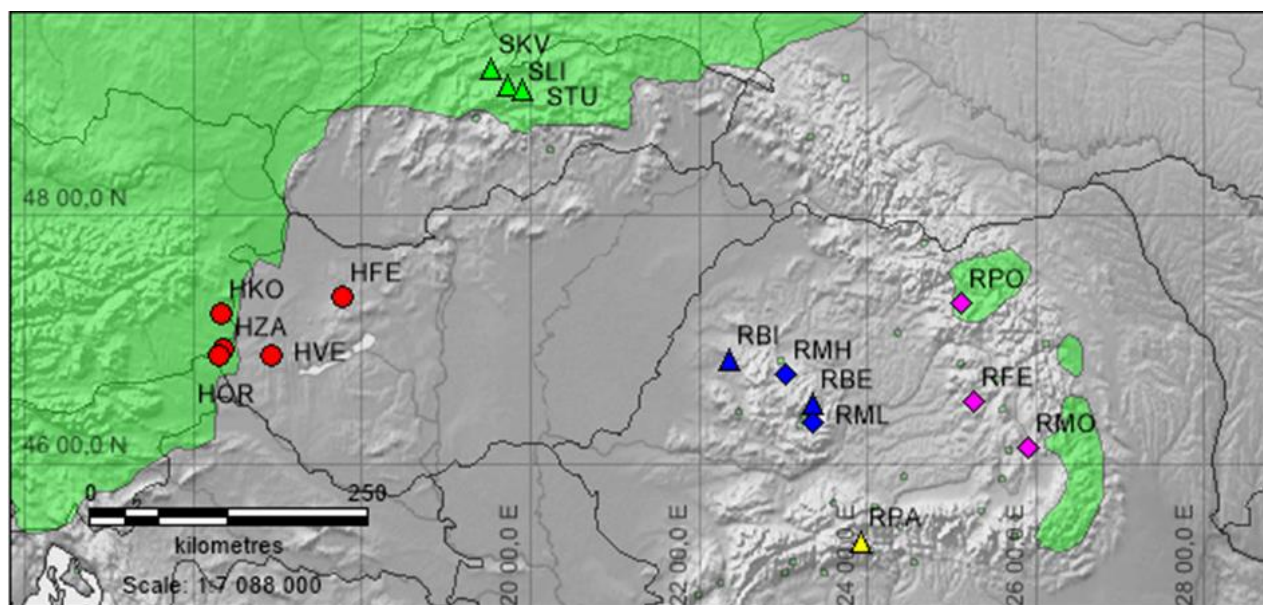 SKV
SLI
STU
48 00,0 N
HFE
HKO
HZA
HVE
HOR
RPO
RBI
RMH
RBE
RFE
RML
RMO
46 00,0 N
0
250
kilometres
Scale: 1:7 088 000
RPA
20 00,0 E
22 00,0 E
24 00,0 E
26 00,0 E
28 00,0 E